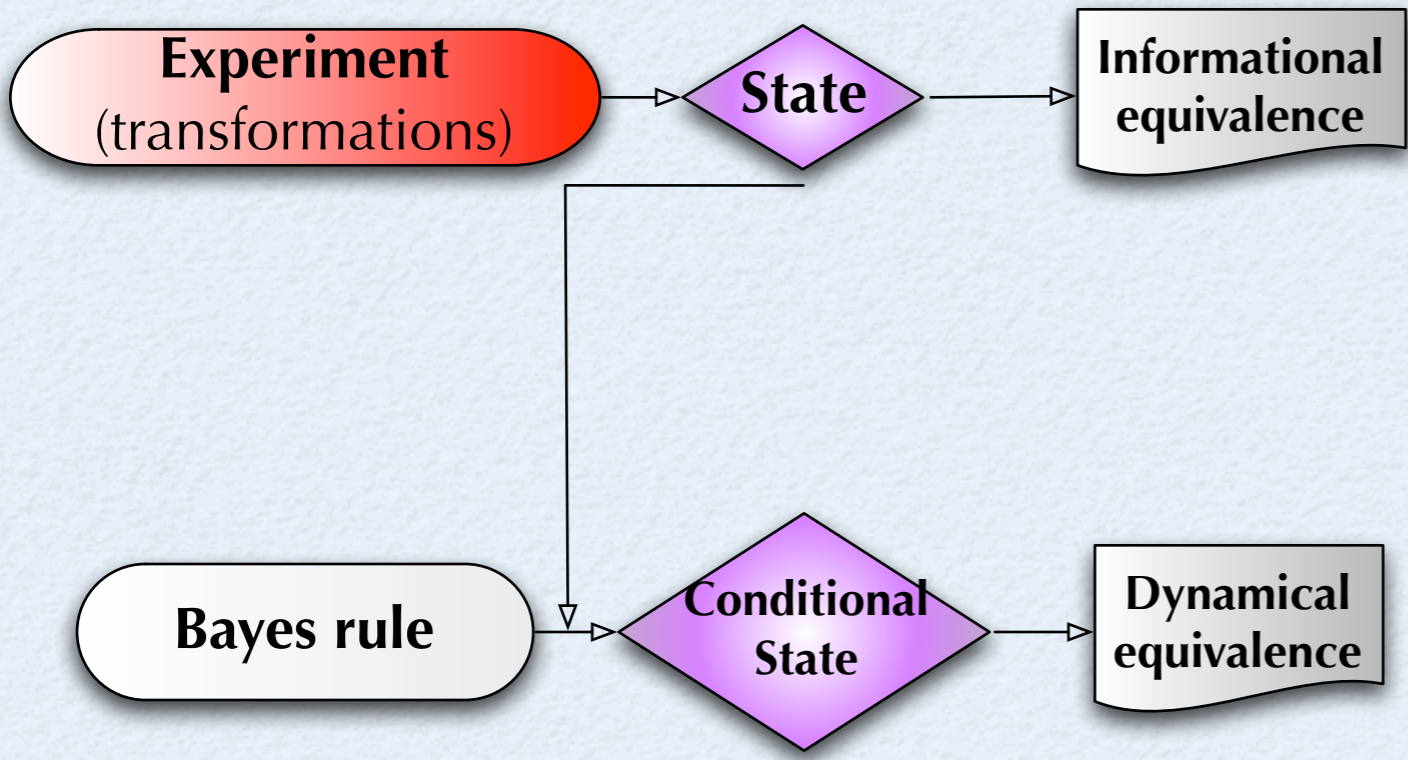 Experiment
(transformations)
State
Informational
equivalence
Bayes rule
Conditional
State
Dynamical
equivalence